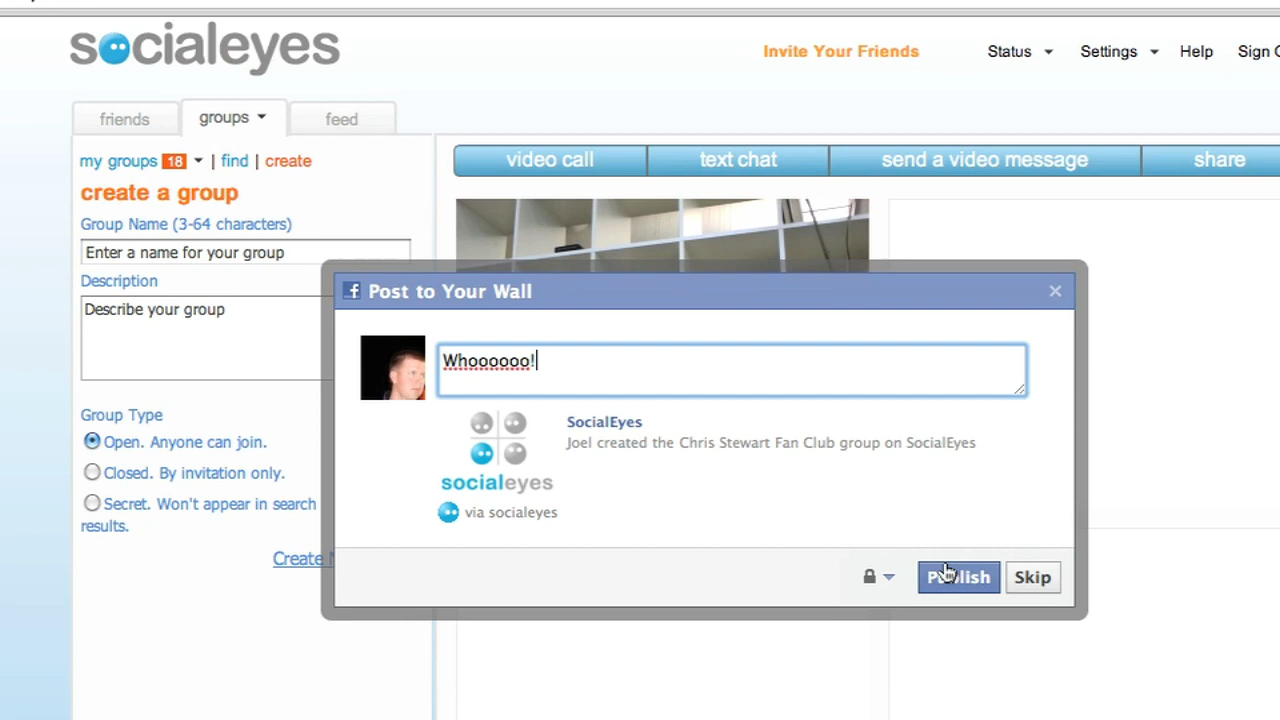 socialeyes
Invite Your Friends Status Settings Help Sign
friends groups feed
my groups 18 | find | create
video call text chat send a video message share
create a group
Group Name (3-64 characters)
Enter a name for your group
Description
Describe your group
Group Type
Open. Anyone can join.
Closed. By invitation only.
Secret. Won't appear in search
results.
Create
f Post to Your Wall ×
Whoooooo!
SocialEyes
Joel created the Chris Stewart Fan Club group on SocialEyes
socialeyes
via socialeyes
Publish Skip